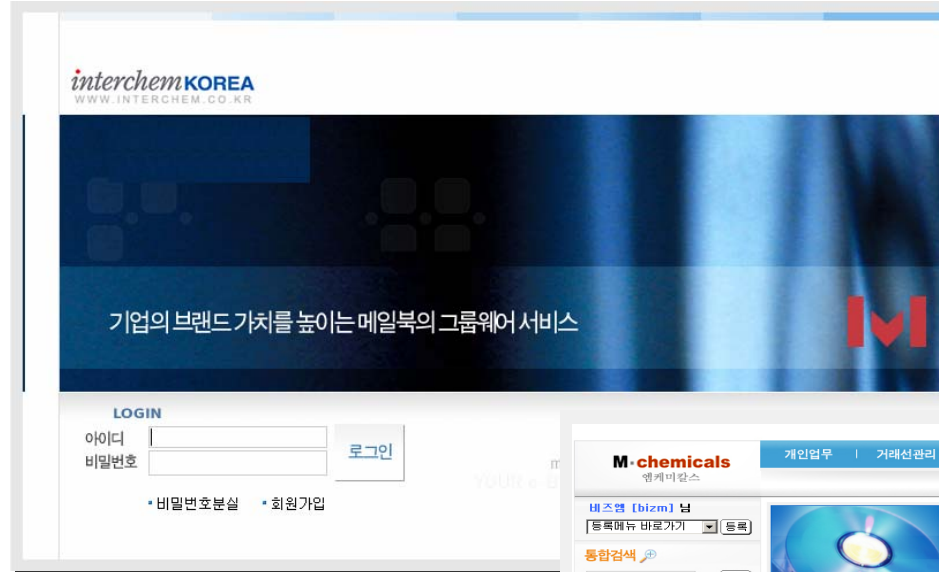 interchem KOREA
WWW.INTERCHEM.CO.KR
기업의 브랜드 가치를 높이는 메일북의 그룹웨어 서비스
LOGIN
아이디
비밀번호
로그인
비밀번호분실
회원가입
M·chemicals
엠케미칼스
개인업무 | 거래선관리
비즈엠 [bizm] 님
등록메뉴 바로가기 등록
통합검색